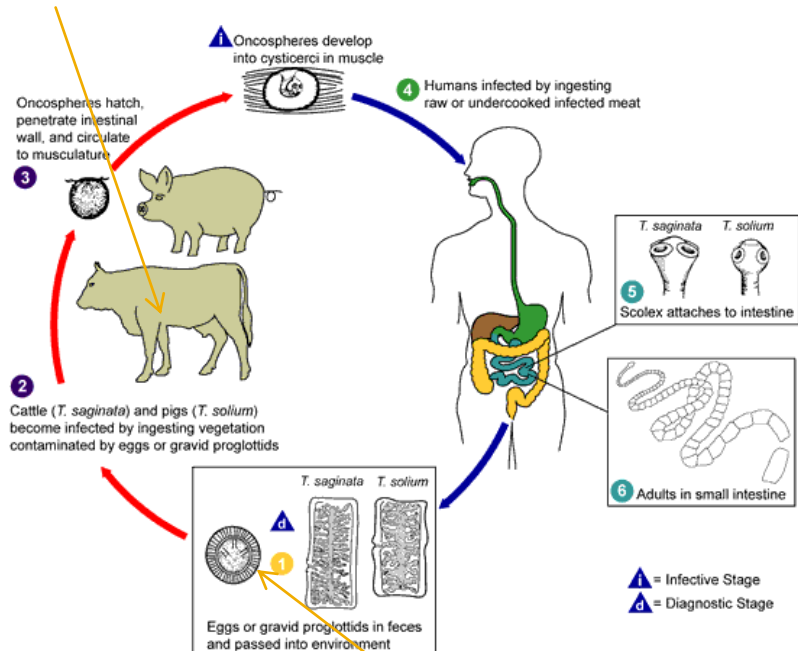 i Oncospheres develop
into cysticerci in muscle
4 Humans infected by ingesting
raw or undercooked infected meat
Oncospheres hatch,
penetrate intestinal
wall, and circulate
to musculature
3
T. saginata T. solium
5
Scolex attaches to intestine
6 Adults in small intestine
2
Cattle (T. saginata) and pigs (T. solium)
become infected by ingesting vegetation
contaminated by eggs or gravid proglottids
T. saginata T. solium
d
1
Eggs or gravid proglottids in feces
and passed into environment
i = Infective Stage
d = Diagnostic Stage